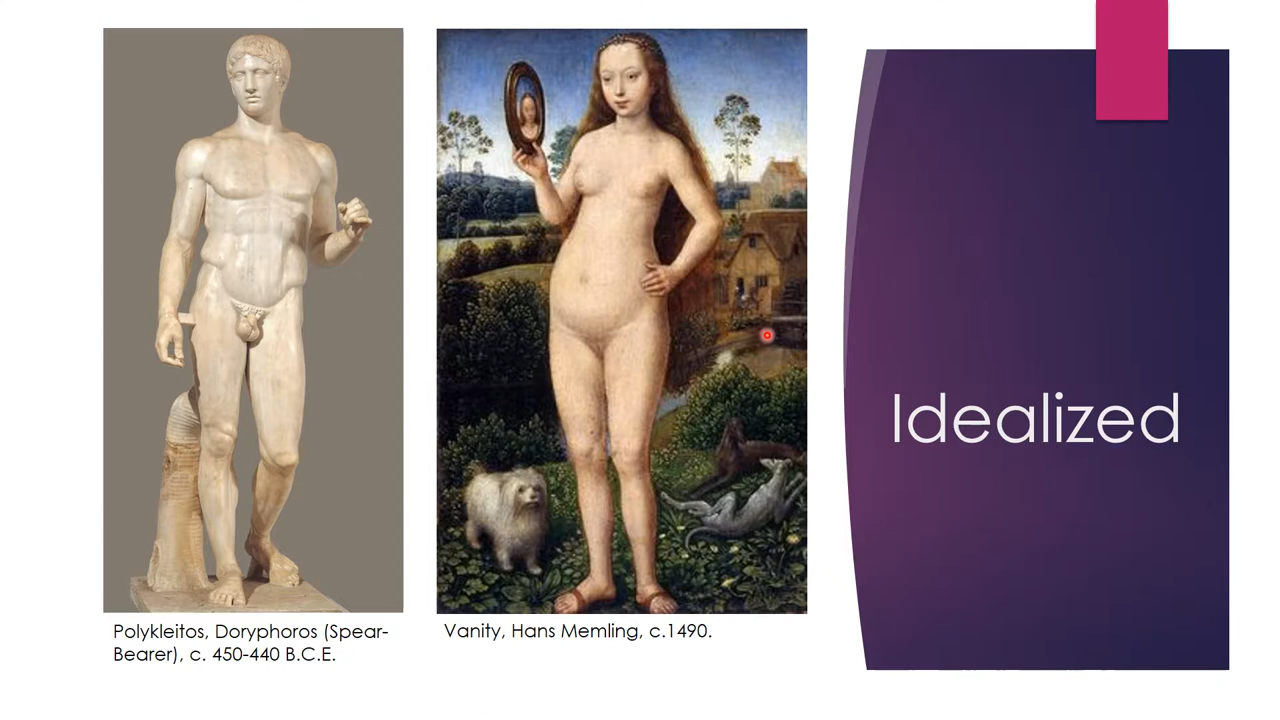 Polykleitos, Doryphoros (Spear-
Bearer), c. 450-440 B.C.E.
Vanity, Hans Memling, c.1490.
Idealized